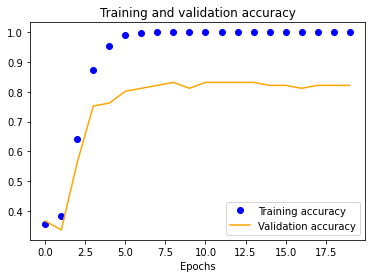 Training and validation accuracy
1.0
0.9
0.8
0.7
0.6
0.5
0.4
Training accuracy
Validation accuracy
0.0 2.5 5.0 7.5 10.0 12.5 15.0 17.5
Epochs